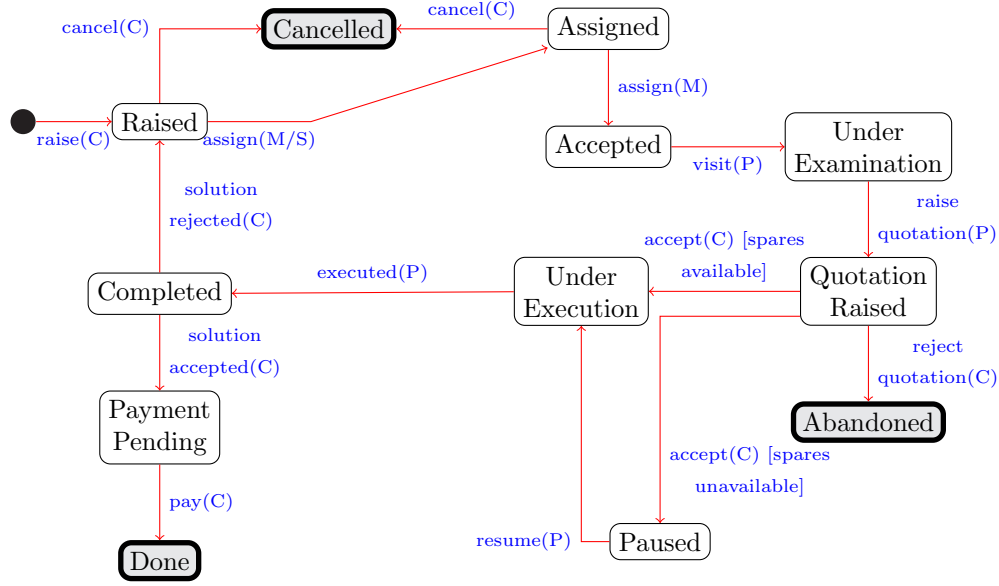 cancel(C)
Cancelled
cancel(C)
Assigned
assign(M)
raise(C)
Raised
assign(M/S)
Accepted
visit(P)
Under
Examination
solution
rejected(C)
raise
quotation(P)
Completed
executed(P)
Under
Execution
accept(C) [spares
available]
Quotation
Raised
solution
accepted(C)
reject
quotation(C)
Payment
Pending
Abandoned
accept(C) [spares
unavailable]
pay(C)
Done
resume(P)
Paused